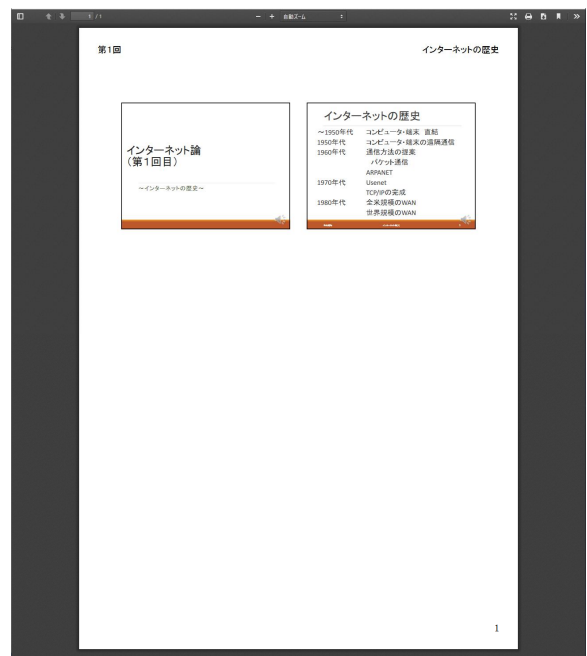 1 / 1
− + 自動ズーム
第1回
インターネットの歴史
インターネット論
(第1回目)
~インターネットの歴史~
インターネットの歴史
~1950年代 コンピュータ・端末 直結
1950年代 コンピュータ・端末の遠隔通信
1960年代 通信方法の提案
パケット通信
ARPANET
1970年代 Usenet
TCP/IPの完成
1980年代 全米規模のWAN
世界規模のWAN
1